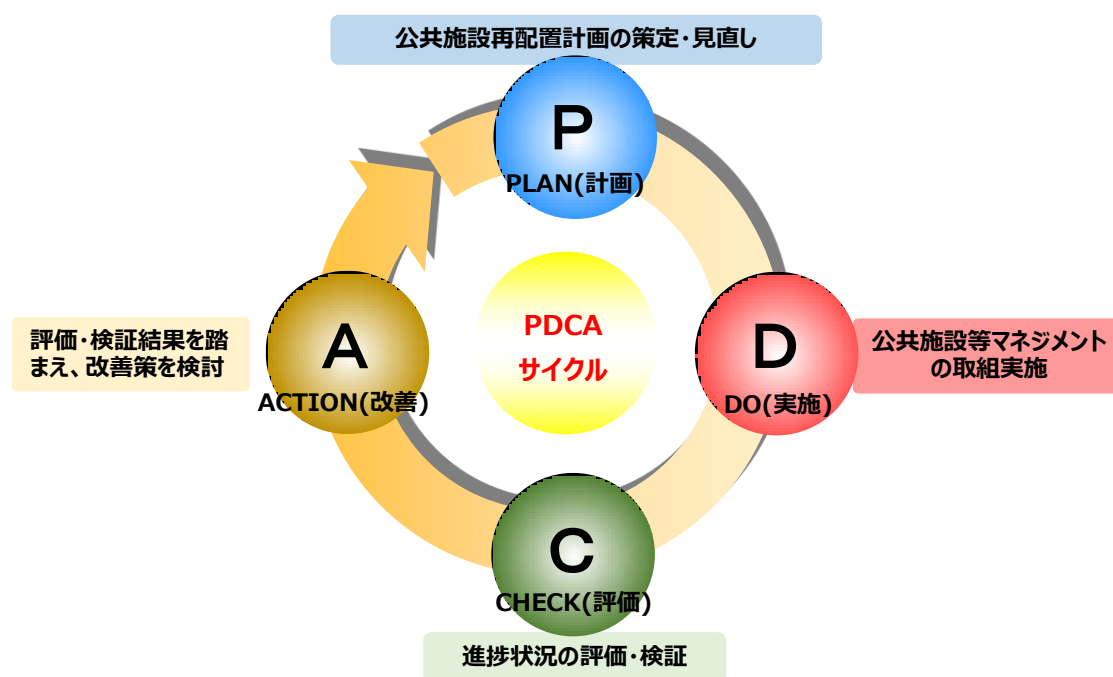 公共施設再配置計画の策定・見直し
P
PLAN(計画)
評価・検証結果を踏
まえ、改善策を検討
A
ACTION(改善)
PDCA
サイクル
D
DO(実施)
公共施設等マネジメント
の取組実施
C
CHECK(評価)
進捗状況の評価・検証